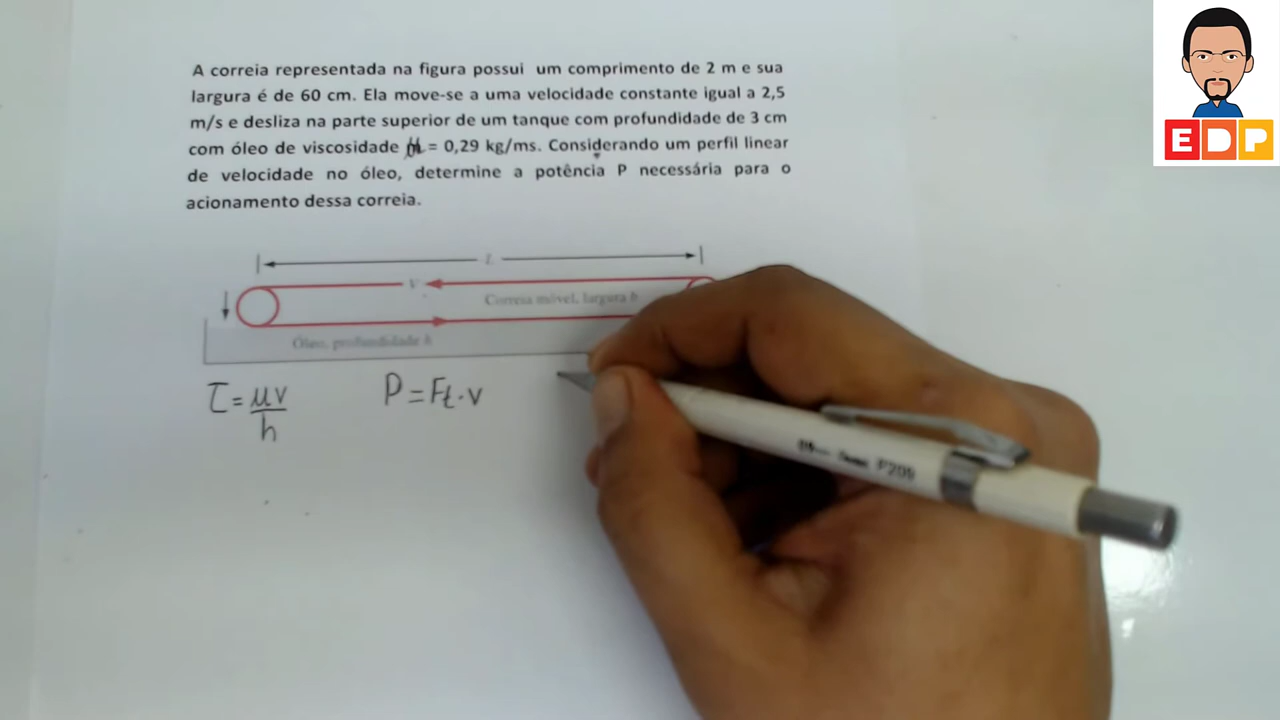 A correia representada na figura possui um comprimento de 2 m e sua
largura é de 60 cm. Ela move-se a uma velocidade constante igual a 2,5
m/s e desliza na parte superior de um tanque com profundidade de 3 cm
com óleo de viscosidade μ = 0,29 kg/ms. Considerando um perfil linear
de velocidade no óleo, determine a potência P necessária para o
acionamento dessa correia.
L
V
Correia móvel, largura b
Óleo, profundidade h
τ = μv
h
P = Ft · v
Pentel P209
EDP